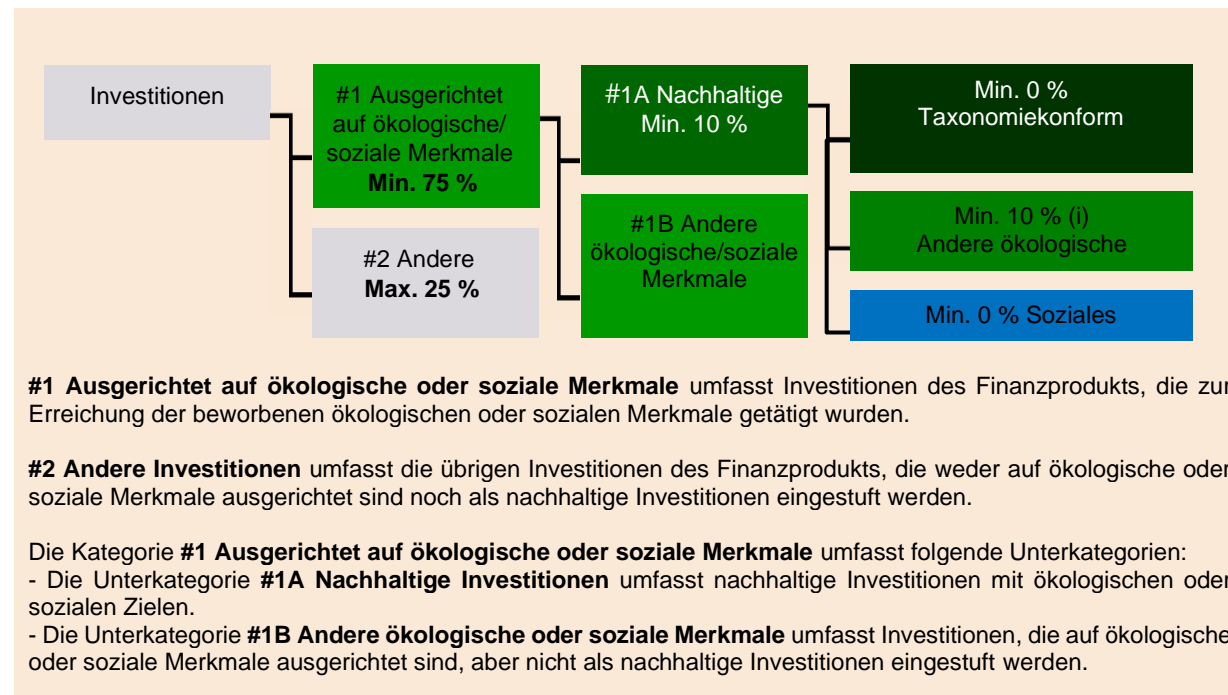 Investitionen
#1 Ausgerichtet
auf ökologische/
soziale Merkmale
Min. 75 %
#2 Andere
Max. 25 %
#1A Nachhaltige
Min. 10 %
#1B Andere
ökologische/soziale
Merkmale
Min. 0 %
Taxonomiekonform
Min. 10 % (i)
Andere ökologische
Min. 0 % Soziales
#1 Ausgerichtet auf ökologische oder soziale Merkmale umfasst Investitionen des Finanzprodukts, die zur
Erreichung der beworbenen ökologischen oder sozialen Merkmale getätigt wurden.
#2 Andere Investitionen umfasst die übrigen Investitionen des Finanzprodukts, die weder auf ökologische oder
soziale Merkmale ausgerichtet sind noch als nachhaltige Investitionen eingestuft werden.
Die Kategorie #1 Ausgerichtet auf ökologische oder soziale Merkmale umfasst folgende Unterkategorien:
- Die Unterkategorie #1A Nachhaltige Investitionen umfasst nachhaltige Investitionen mit ökologischen oder
sozialen Zielen.
- Die Unterkategorie #1B Andere ökologische oder soziale Merkmale umfasst Investitionen, die auf ökologische
oder soziale Merkmale ausgerichtet sind, aber nicht als nachhaltige Investitionen eingestuft werden.